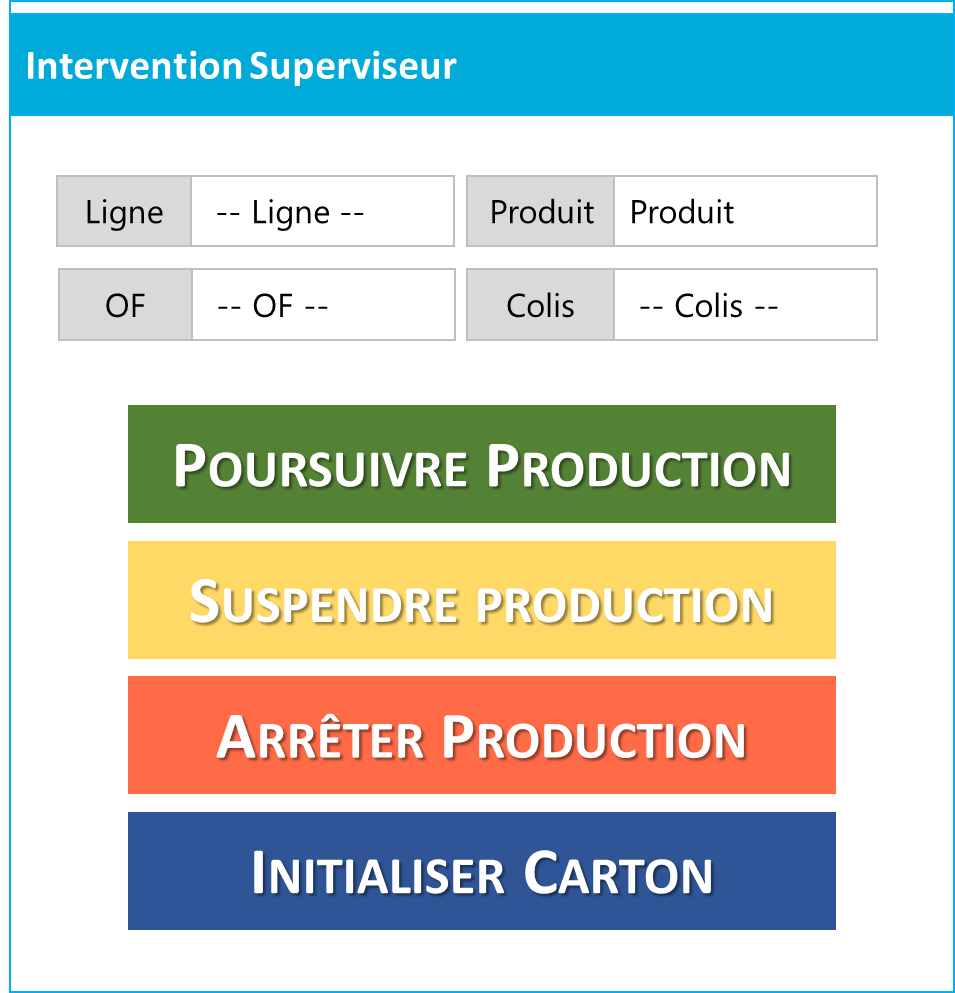 Intervention Superviseur
Ligne -- Ligne -- Produit Produit
OF -- OF -- Colis -- Colis --
POURSUIVRE PRODUCTION
SUSPENDRE PRODUCTION
ARRÊTER PRODUCTION
INITIALISER CARTON